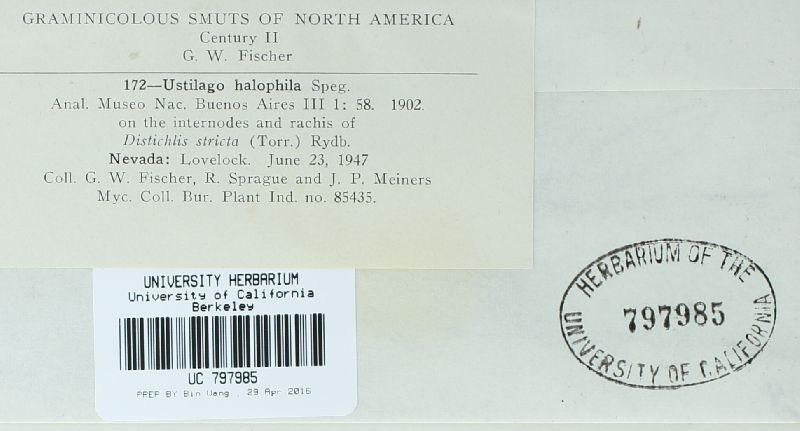 GRAMINICOLOUS SMUTS OF NORTH AMERICA
Century II
G. W. Fischer
172—Ustilago halophila Speg.
Anal. Museo Nac. Buenos Aires III 1: 58. 1902.
on the internodes and rachis of
Distichlis stricta (Torr.) Rydb.
Nevada: Lovelock. June 23, 1947
Coll. G. W. Fischer, R. Sprague and J. P. Meiners
Myc. Coll. Bur. Plant Ind. no. 85435.
UNIVERSITY HERBARIUM
University of California
Berkeley
UC 797985
PREP BY Bin Wang , 29 Apr 2016
HERBARIUM OF THE
797985
UNIVERSITY OF CALIFORNIA